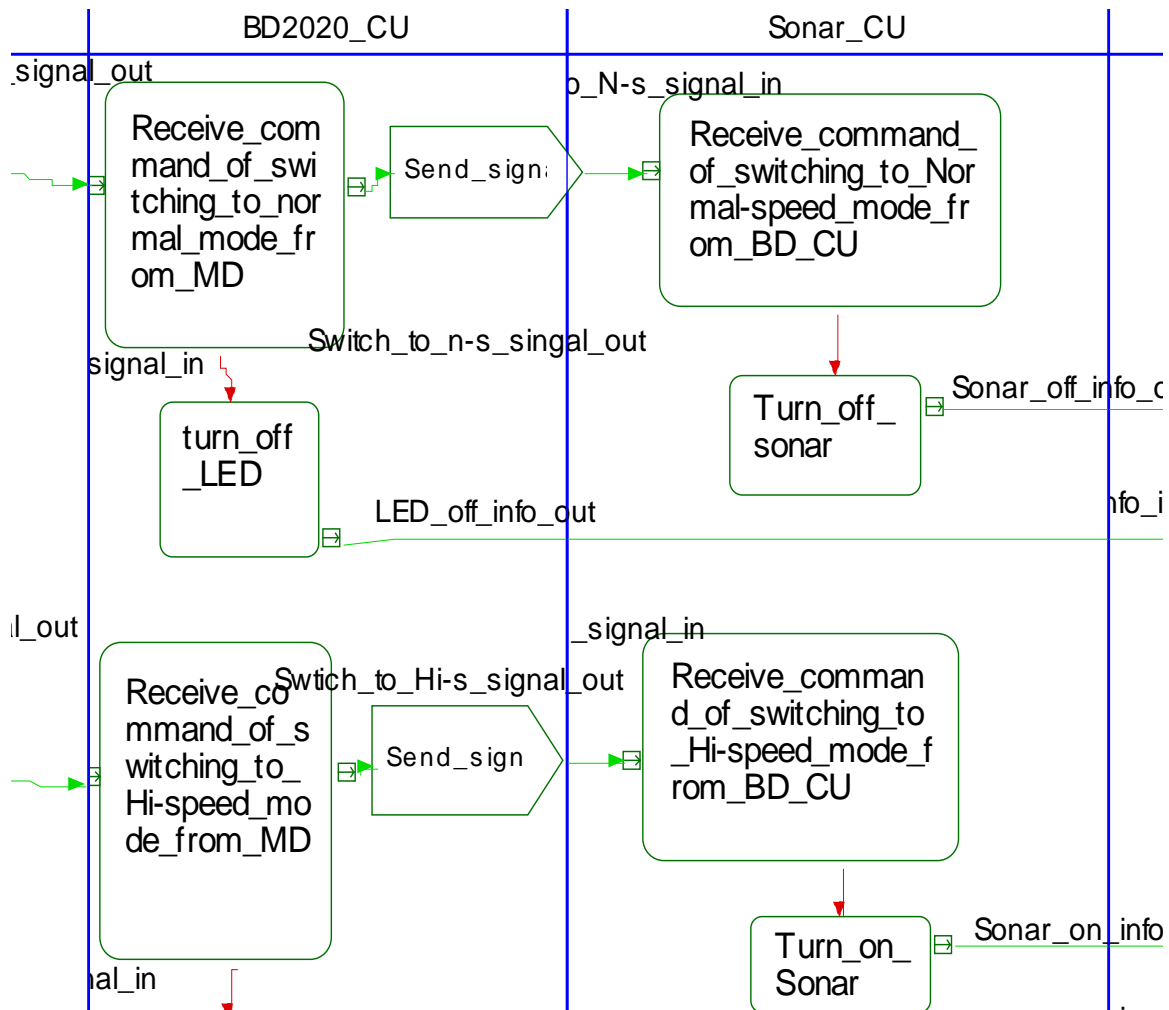 BD2020_CU
Sonar_CU
_signal_out
o_N-s_signal_in
Receive_com
mand_of_swi
tching_to_nor
mal_mode_fr
om_MD
Send_signa
Receive_command_
of_switching_to_Nor
mal-speed_mode_fr
om_BD_CU
Switch_to_n-s_singal_out
signal_in
turn_off
_LED
Turn_off_
sonar
Sonar_off_info_o
LED_off_info_out
nfo_i
al_out
_signal_in
Receive_co
mmand_of_s
witching_to_
Hi-speed_mo
de_from_MD
Swtich_to_Hi-s_signal_out
Send_sign
Receive_comman
d_of_switching_to
_Hi-speed_mode_f
rom_BD_CU
nal_in
Turn_on_
Sonar
Sonar_on_info